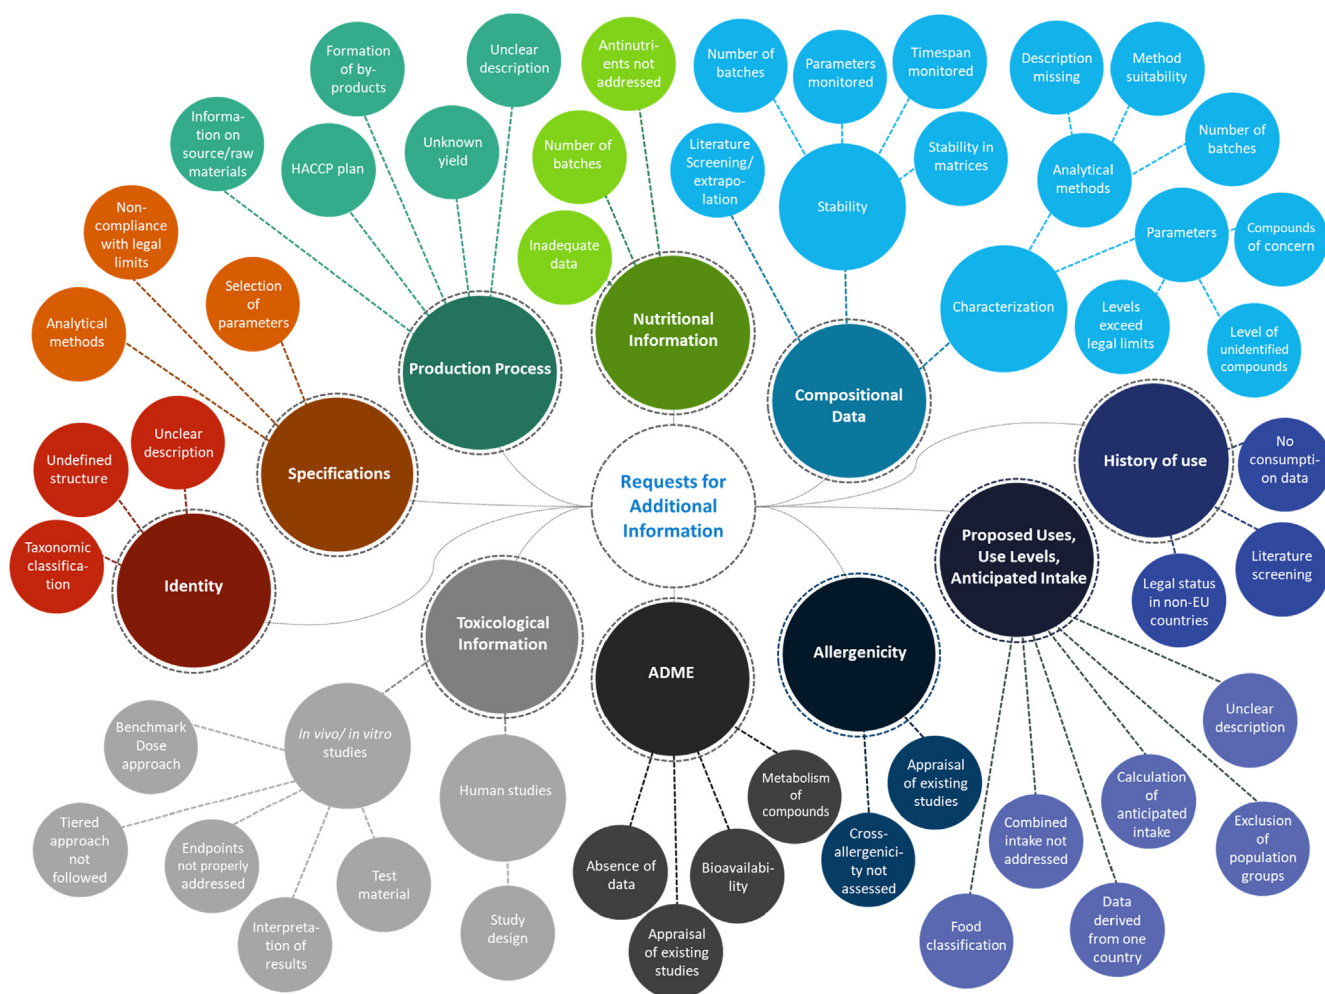 Formation
of by-
products
Unclear
description
Antinutri-
ents not
addressed
Number of
batches
Parameters
monitored
Timespan
monitored
Description
missing
Method
suitability
Informa-
tion on
source/raw
materials
HACCP plan
Unknown
yield
Number of
batches
Literature
Screening/
extrapo-
lation
Stability in
matrices
Number of
batches
Analytical
methods
Stability
Non-
compliance
with legal
limits
Inadequate
data
Parameters
Compounds
of concern
Selection
of
parameters
Characterization
Analytical
methods
Levels
exceed
legal limits
Level of
unidentified
compounds
Nutritional
Information
Production Process
Compositional
Data
Unclear
description
Undefined
structure
Specifications
Requests for
Additional
Information
History of use
No
consumpti-
on data
Taxonomic
classifica-
tion
Identity
Proposed Uses,
Use Levels,
Anticipated Intake
Literature
screening
Legal status
in non-EU
countries
Toxicological
Information
ADME
Allergenicity
Benchmark
Dose
approach
In vivo/ in vitro
studies
Unclear
description
Human studies
Metabolism
of
compounds
Appraisal
of existing
studies
Calculation
of
anticipated
intake
Tiered
approach
not
followed
Endpoints
not properly
addressed
Test
material
Absence of
data
Bioavailabi-
lity
Cross-
allergenici-
ty not
assessed
Combined
intake not
addressed
Exclusion
of
population
groups
Interpreta-
tion of
results
Study
design
Appraisal
of existing
studies
Food
classification
Data
derived
from one
country